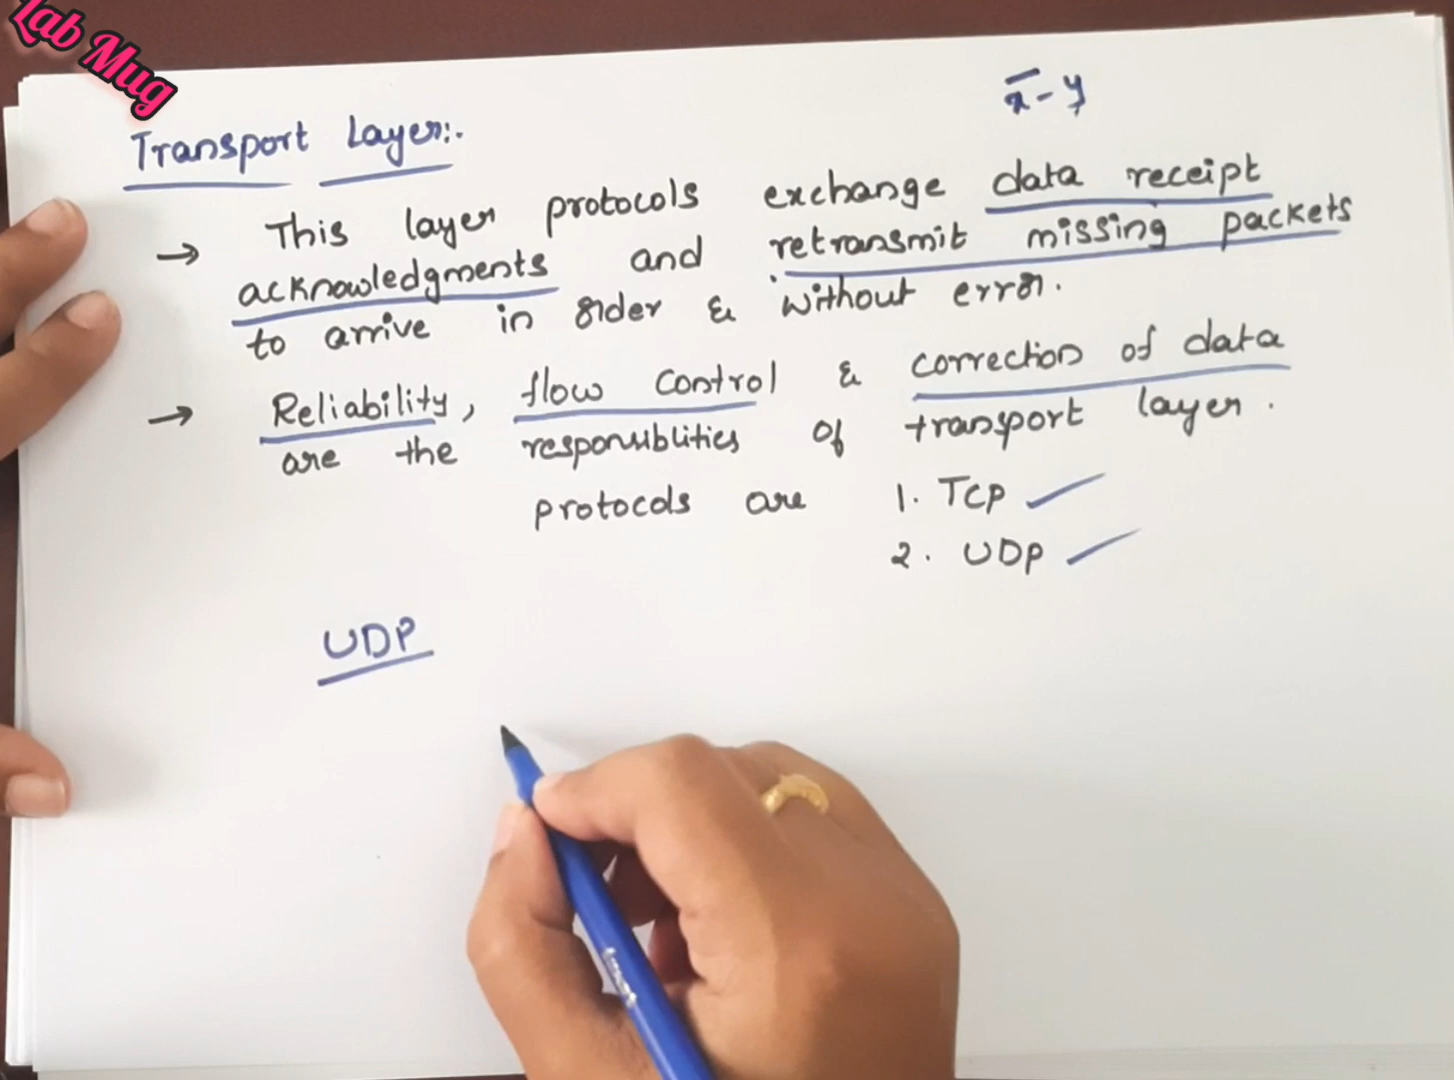 Lab Mug
x̄ - y
Transport Layer:.
→ This layer protocols exchange data receipt
acknowledgments and retransmit missing packets
to arrive in order & without error.
→ Reliability, flow control & correction of data
are the responsiblities of transport layer.
protocols are 1. TCP ✓
2. UDP ✓
UDP